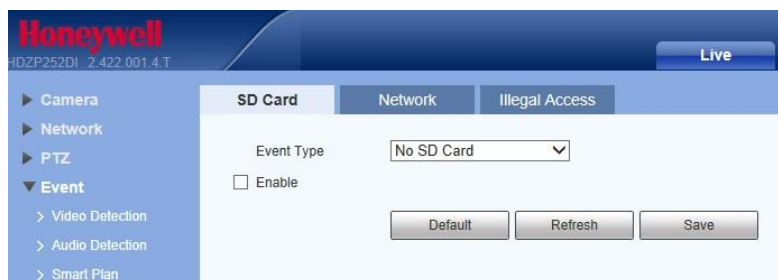 Honeywell
HDZP252DI 2.422.001.4.T
Live
Camera
Network
PTZ
Event
Video Detection
Audio Detection
Smart Plan
SD Card
Network
Illegal Access
Event Type
No SD Card
Enable
Default
Refresh
Save